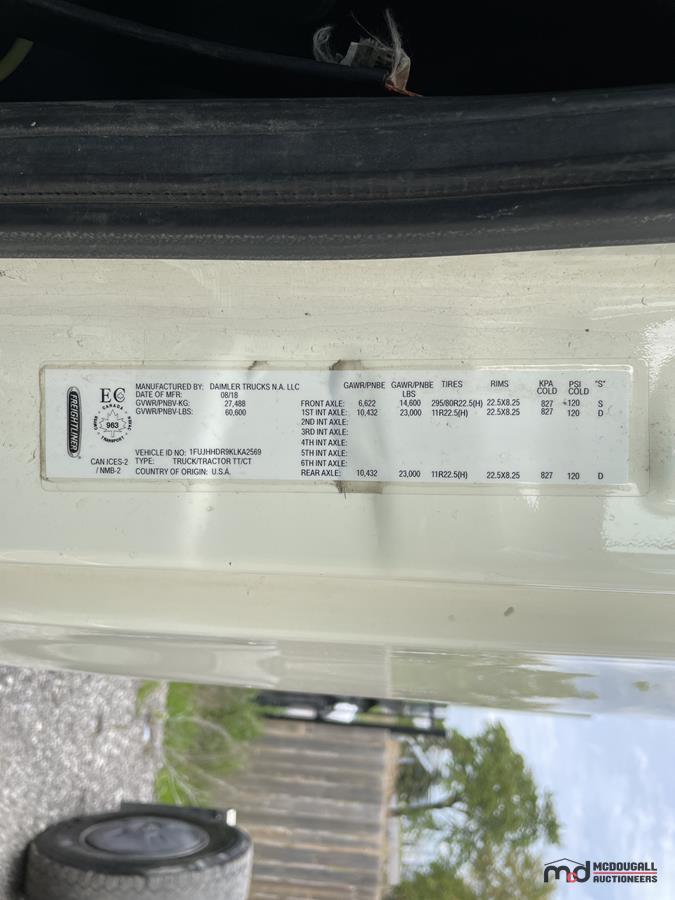 FREIGHTLINER
EC
CANADA
963
TRANSPORT
CAN ICES-2
/ NMB-2
MANUFACTURED BY: DAIMLER TRUCKS N.A. LLC
DATE OF MFR: 08/18
GVWR/PNBV-KG: 27,488
GVWR/PNBV-LBS: 60,600
VEHICLE ID NO: 1FUJHHDR9KLKA2569
TYPE: TRUCK/TRACTOR TT/CT
COUNTRY OF ORIGIN: U.S.A.
GAWR/PNBE GAWR/PNBE LBS TIRES RIMS KPA COLD PSI COLD "S"
FRONT AXLE: 6,622 14,600 295/80R22.5(H) 22.5X8.25 827 120 S
1ST INT AXLE: 10,432 23,000 11R22.5(H) 22.5X8.25 827 120 D
2ND INT AXLE:
3RD INT AXLE:
4TH INT AXLE:
5TH INT AXLE:
6TH INT AXLE:
REAR AXLE: 10,432 23,000 11R22.5(H) 22.5X8.25 827 120 D
md MCDOUGALL
AUCTIONEERS